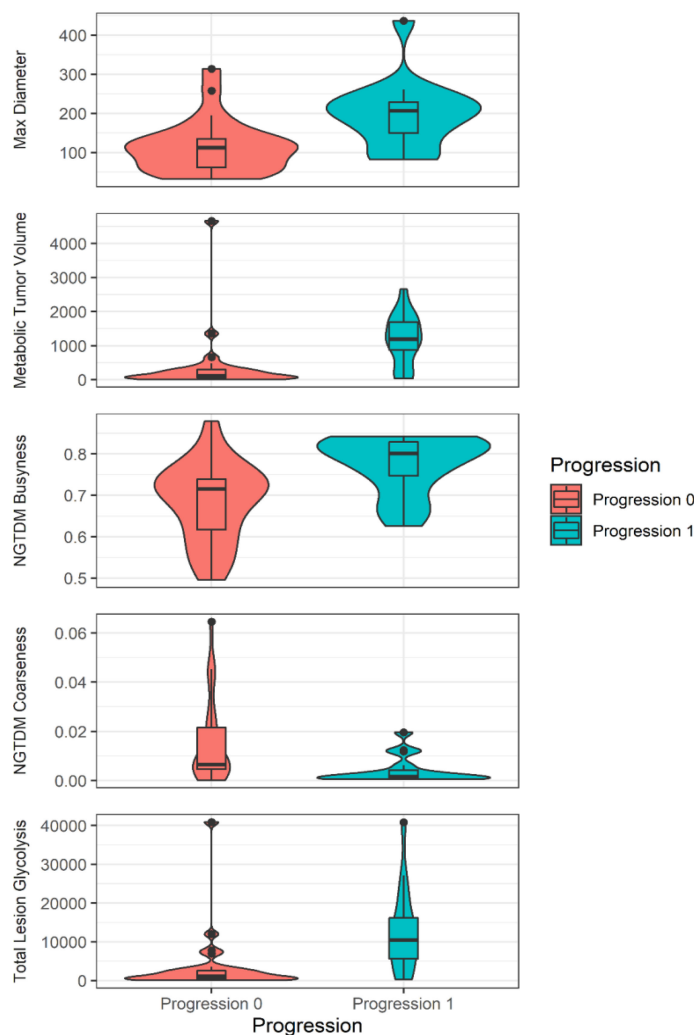 Max Diameter
400
300
200
100
Metabolic Tumor Volume
4000
3000
2000
1000
0
NGTDM Busyness
0.8
0.7
0.6
0.5
NGTDM Coarseness
0.06
0.04
0.02
0.00
Total Lesion Glycolysis
40000
30000
20000
10000
0
Progression 0
Progression 1
Progression
Progression
Progression 0
Progression 1